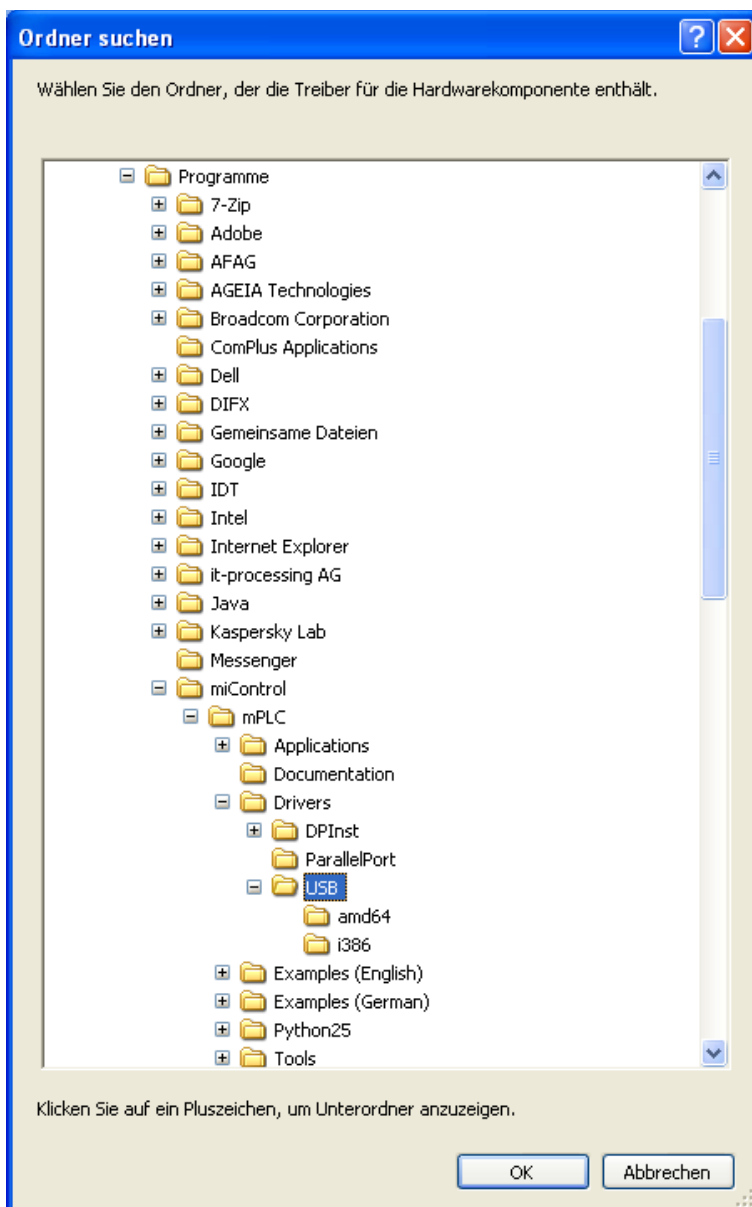 Ordner suchen
Wählen Sie den Ordner, der die Treiber für die Hardwarekomponente enthält.
Programme
7-Zip
Adobe
AFAG
AGEIA Technologies
Broadcom Corporation
ComPlus Applications
Dell
DIFX
Gemeinsame Dateien
Google
IDT
Intel
Internet Explorer
it-processing AG
Java
Kaspersky Lab
Messenger
miControl
mPLC
Applications
Documentation
Drivers
DPInst
ParallelPort
USB
amd64
i386
Examples (English)
Examples (German)
Python25
Tools
Klicken Sie auf ein Pluszeichen, um Unterordner anzuzeigen.
OK Abbrechen